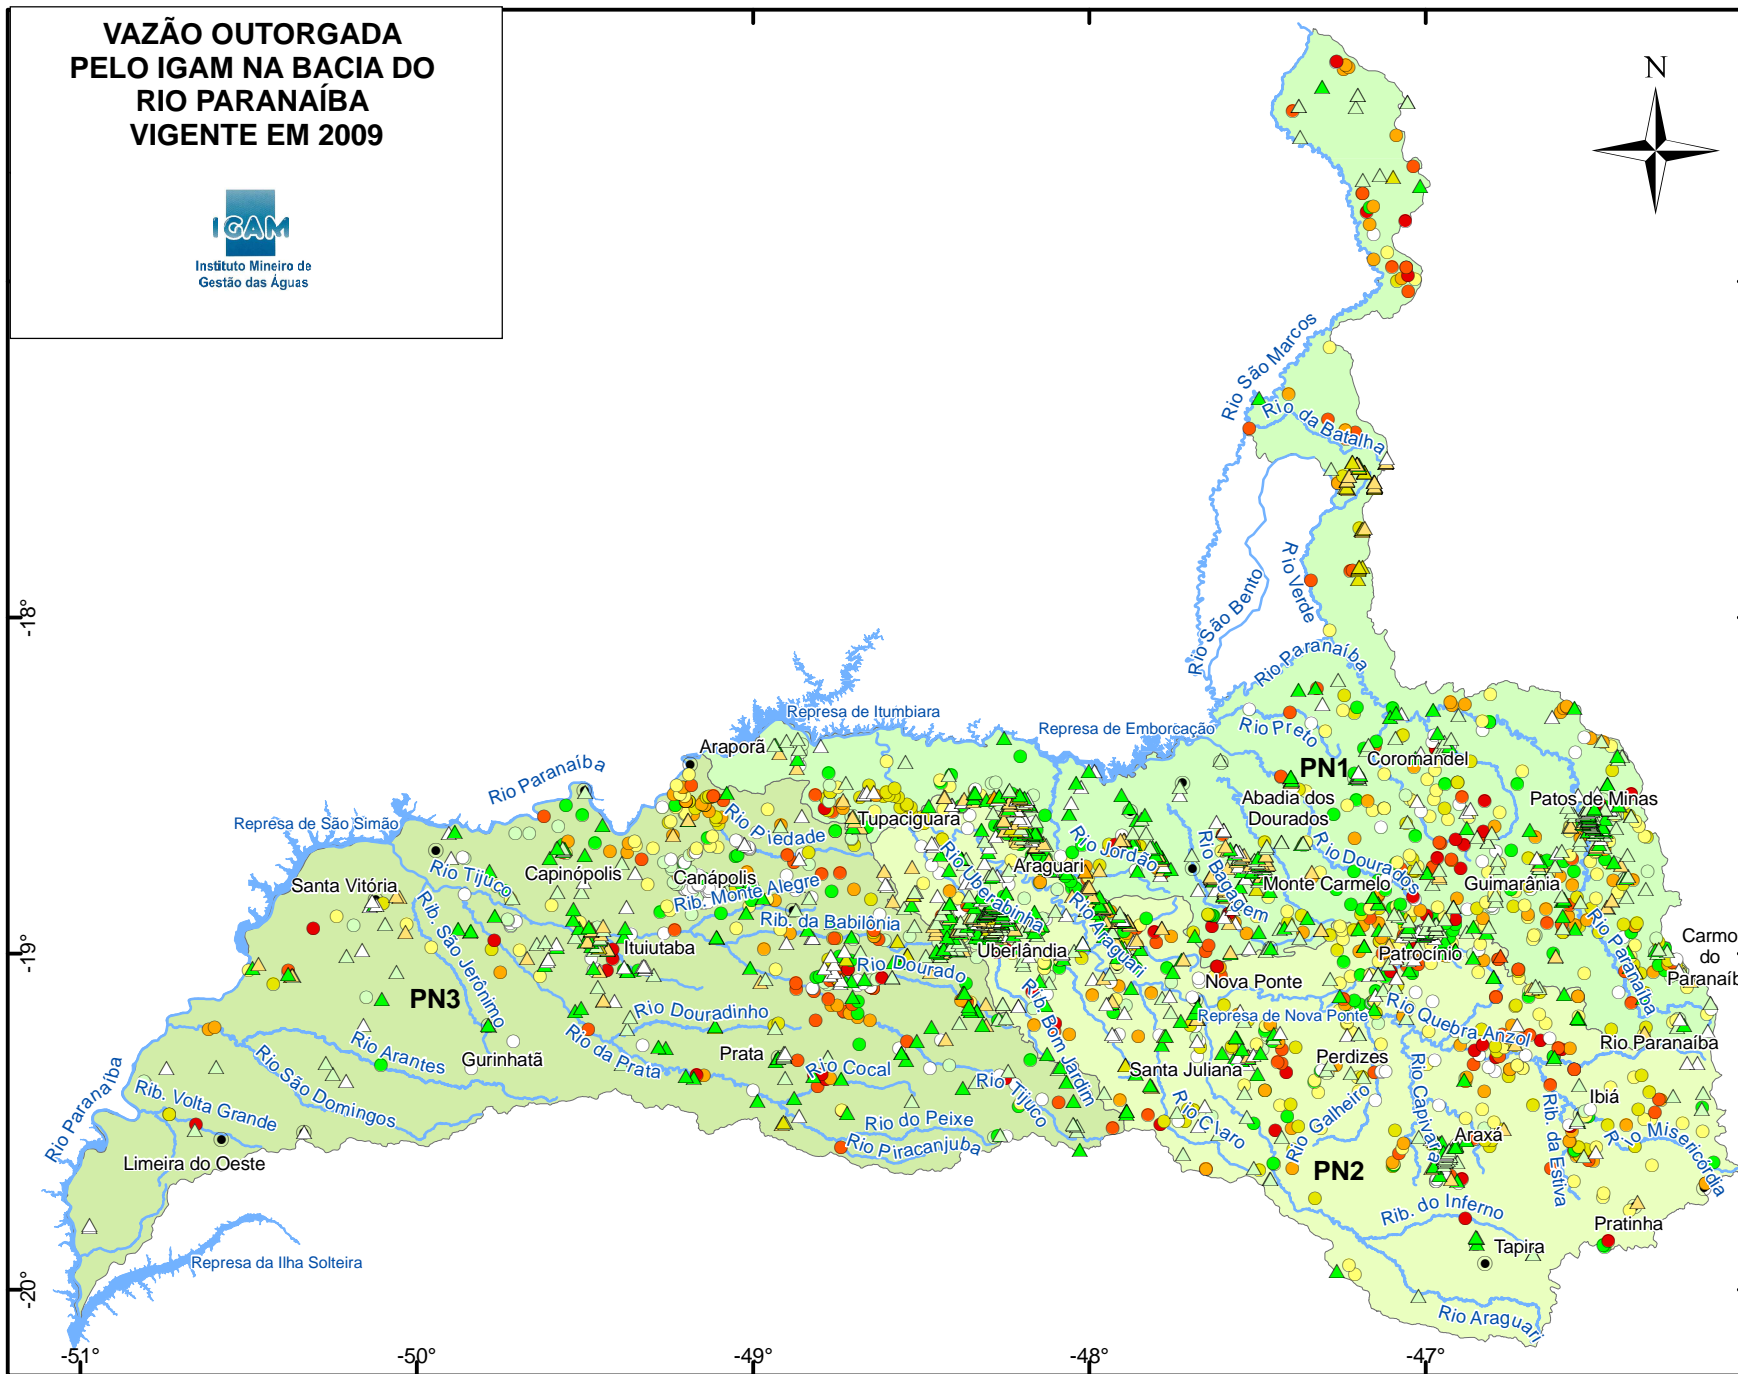 VAZÃO OUTORGADA
PELO IGAM NA BACIA DO
RIO PARANAÍBA
VIGENTE EM 2009
IGAM
Instituto Mineiro de
Gestão das Águas
N
Rio São Marcos
Rio da Batalha
-18°
Rio São Bento
Rio Verde
Rio Paranaíba
Represa de Itumbiara
Represa de Emborcação
Rio Preto
Araporã
Coromandel
PN1
Rio Paranaíba
Abadia dos
Dourados
Patos de Minas
Represa de São Simão
Rio Piedade
Tupaciguara
Rio Jordão
Rio Bagagem
Rio Dourados
Rio Uberabinha
Araguari
Rio Tijuco
Capinópolis
Canápolis
Rib. Monte Alegre
Monte Carmelo
Guimarânia
Santa Vitória
Rib. São Jerônimo
Rib. da Babilônia
Rio Araguari
Rio Paranaíba
-19°
Ituiutaba
Uberlândia
Patrocínio
Carmo
do
Paranaíb
Rio Dourado
Nova Ponte
PN3
Rio Douradinho
Rib. Bom Jardim
Represa de Nova Ponte
Rio Quebra Anzol
Rio Paranaíba
Gurinhatã
Rio da Prata
Prata
Rio Cocal
Santa Juliana
Perdizes
Rio Arantes
Rio São Domingos
Rio Tijuco
Rio Claro
Rio Galheiro
Rio Capivara
Rib. da Estiva
Ibiá
Rio Misericórdia
Rio Paranaíba
Rib. Volta Grande
Rio do Peixe
Rio Piracanjuba
Araxá
Limeira do Oeste
PN2
Rib. do Inferno
Pratinha
Tapira
Represa da Ilha Solteira
-20°
Rio Araguari
-51°
-50°
-49°
-48°
-47°